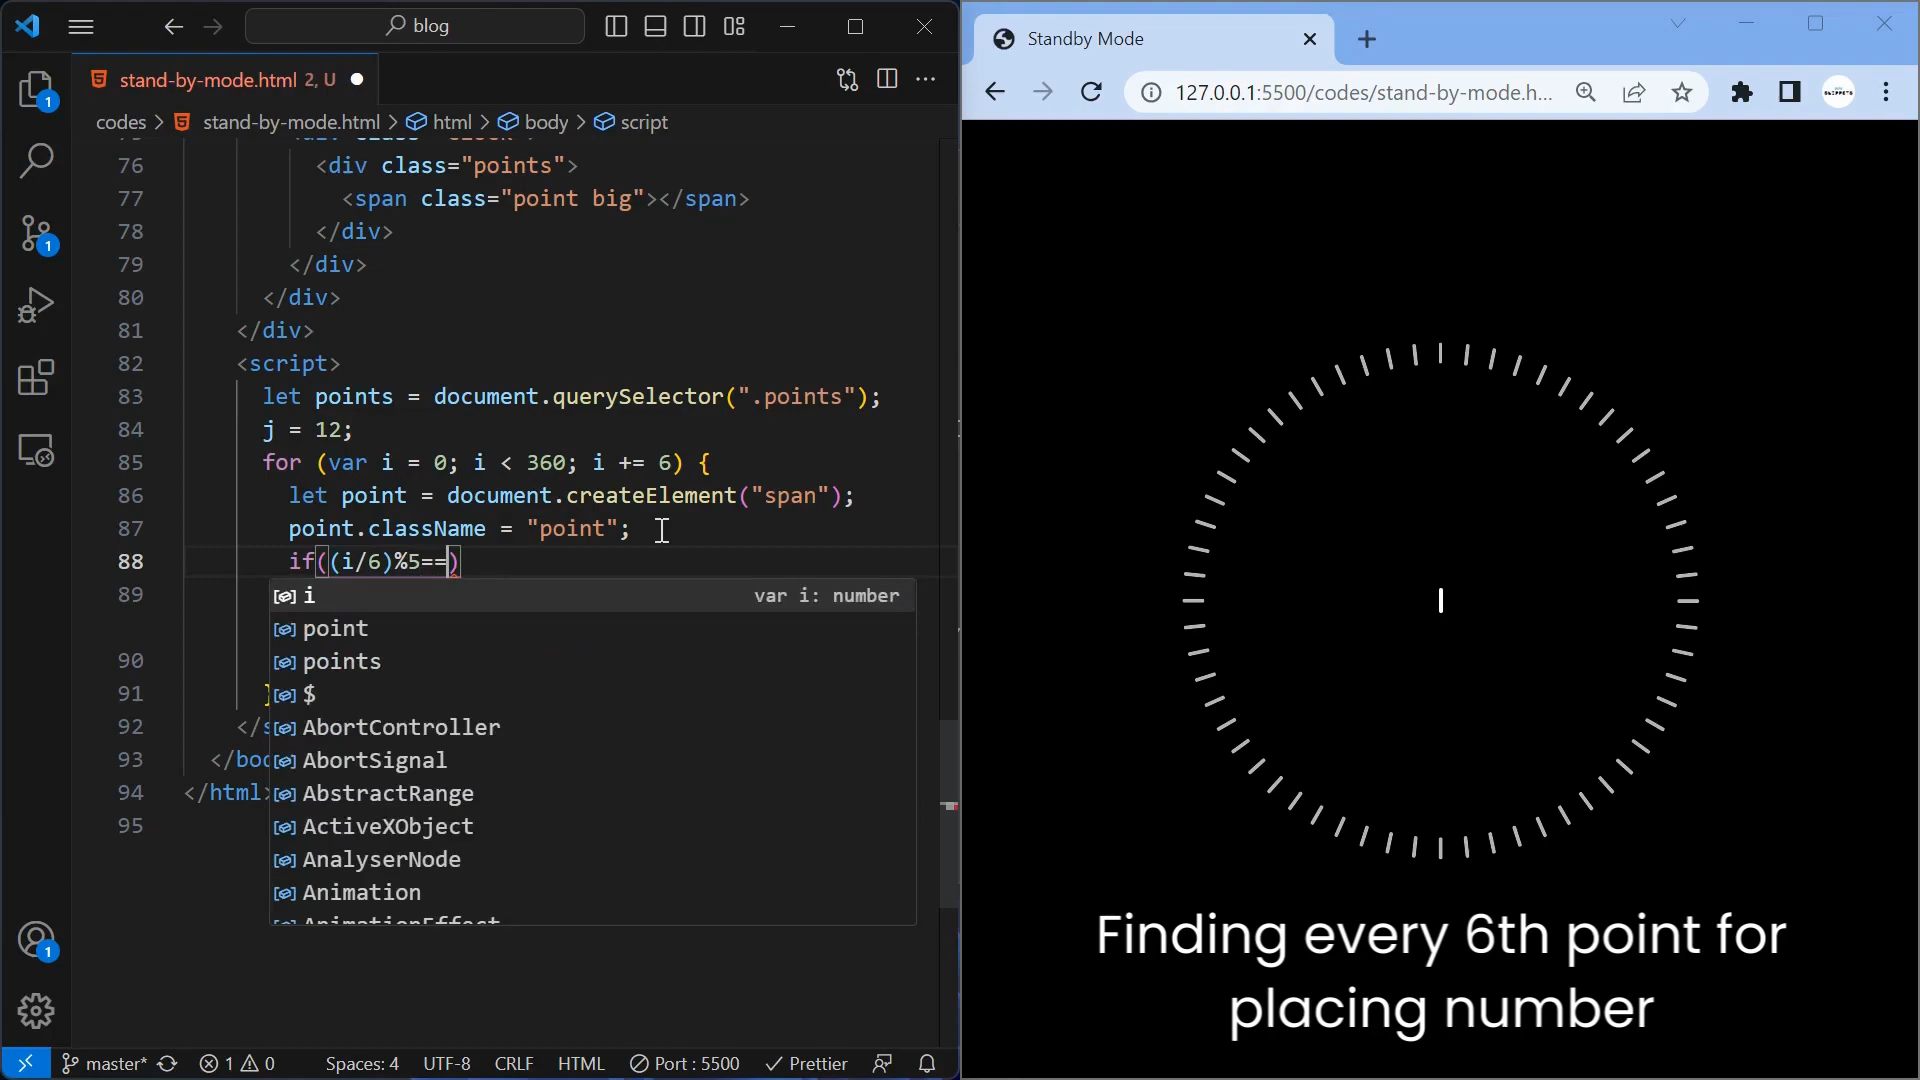 blog
stand-by-mode.html 2, U
codes > stand-by-mode.html > html > body > script
76 <div class="points">
77 <span class="point big"></span>
78 </div>
79 </div>
80 </div>
81 </div>
82 <script>
83 let points = document.querySelector(".points");
84 j = 12;
85 for (var i = 0; i < 360; i += 6) {
86 let point = document.createElement("span");
87 point.className = "point";
88 if((i/6)%5==)
89 i var i: number
point
90 points
91 } $
92 </s AbortController
93 </bod AbortSignal
94 </html> AbstractRange
95 ActiveXObject
AnalyserNode
Animation
AnimationEffect
1
1
1
master* 1 0 Spaces: 4 UTF-8 CRLF HTML Port : 5500 Prettier
Standby Mode
127.0.0.1:5500/codes/stand-by-mode.h...
Finding every 6th point for
placing number